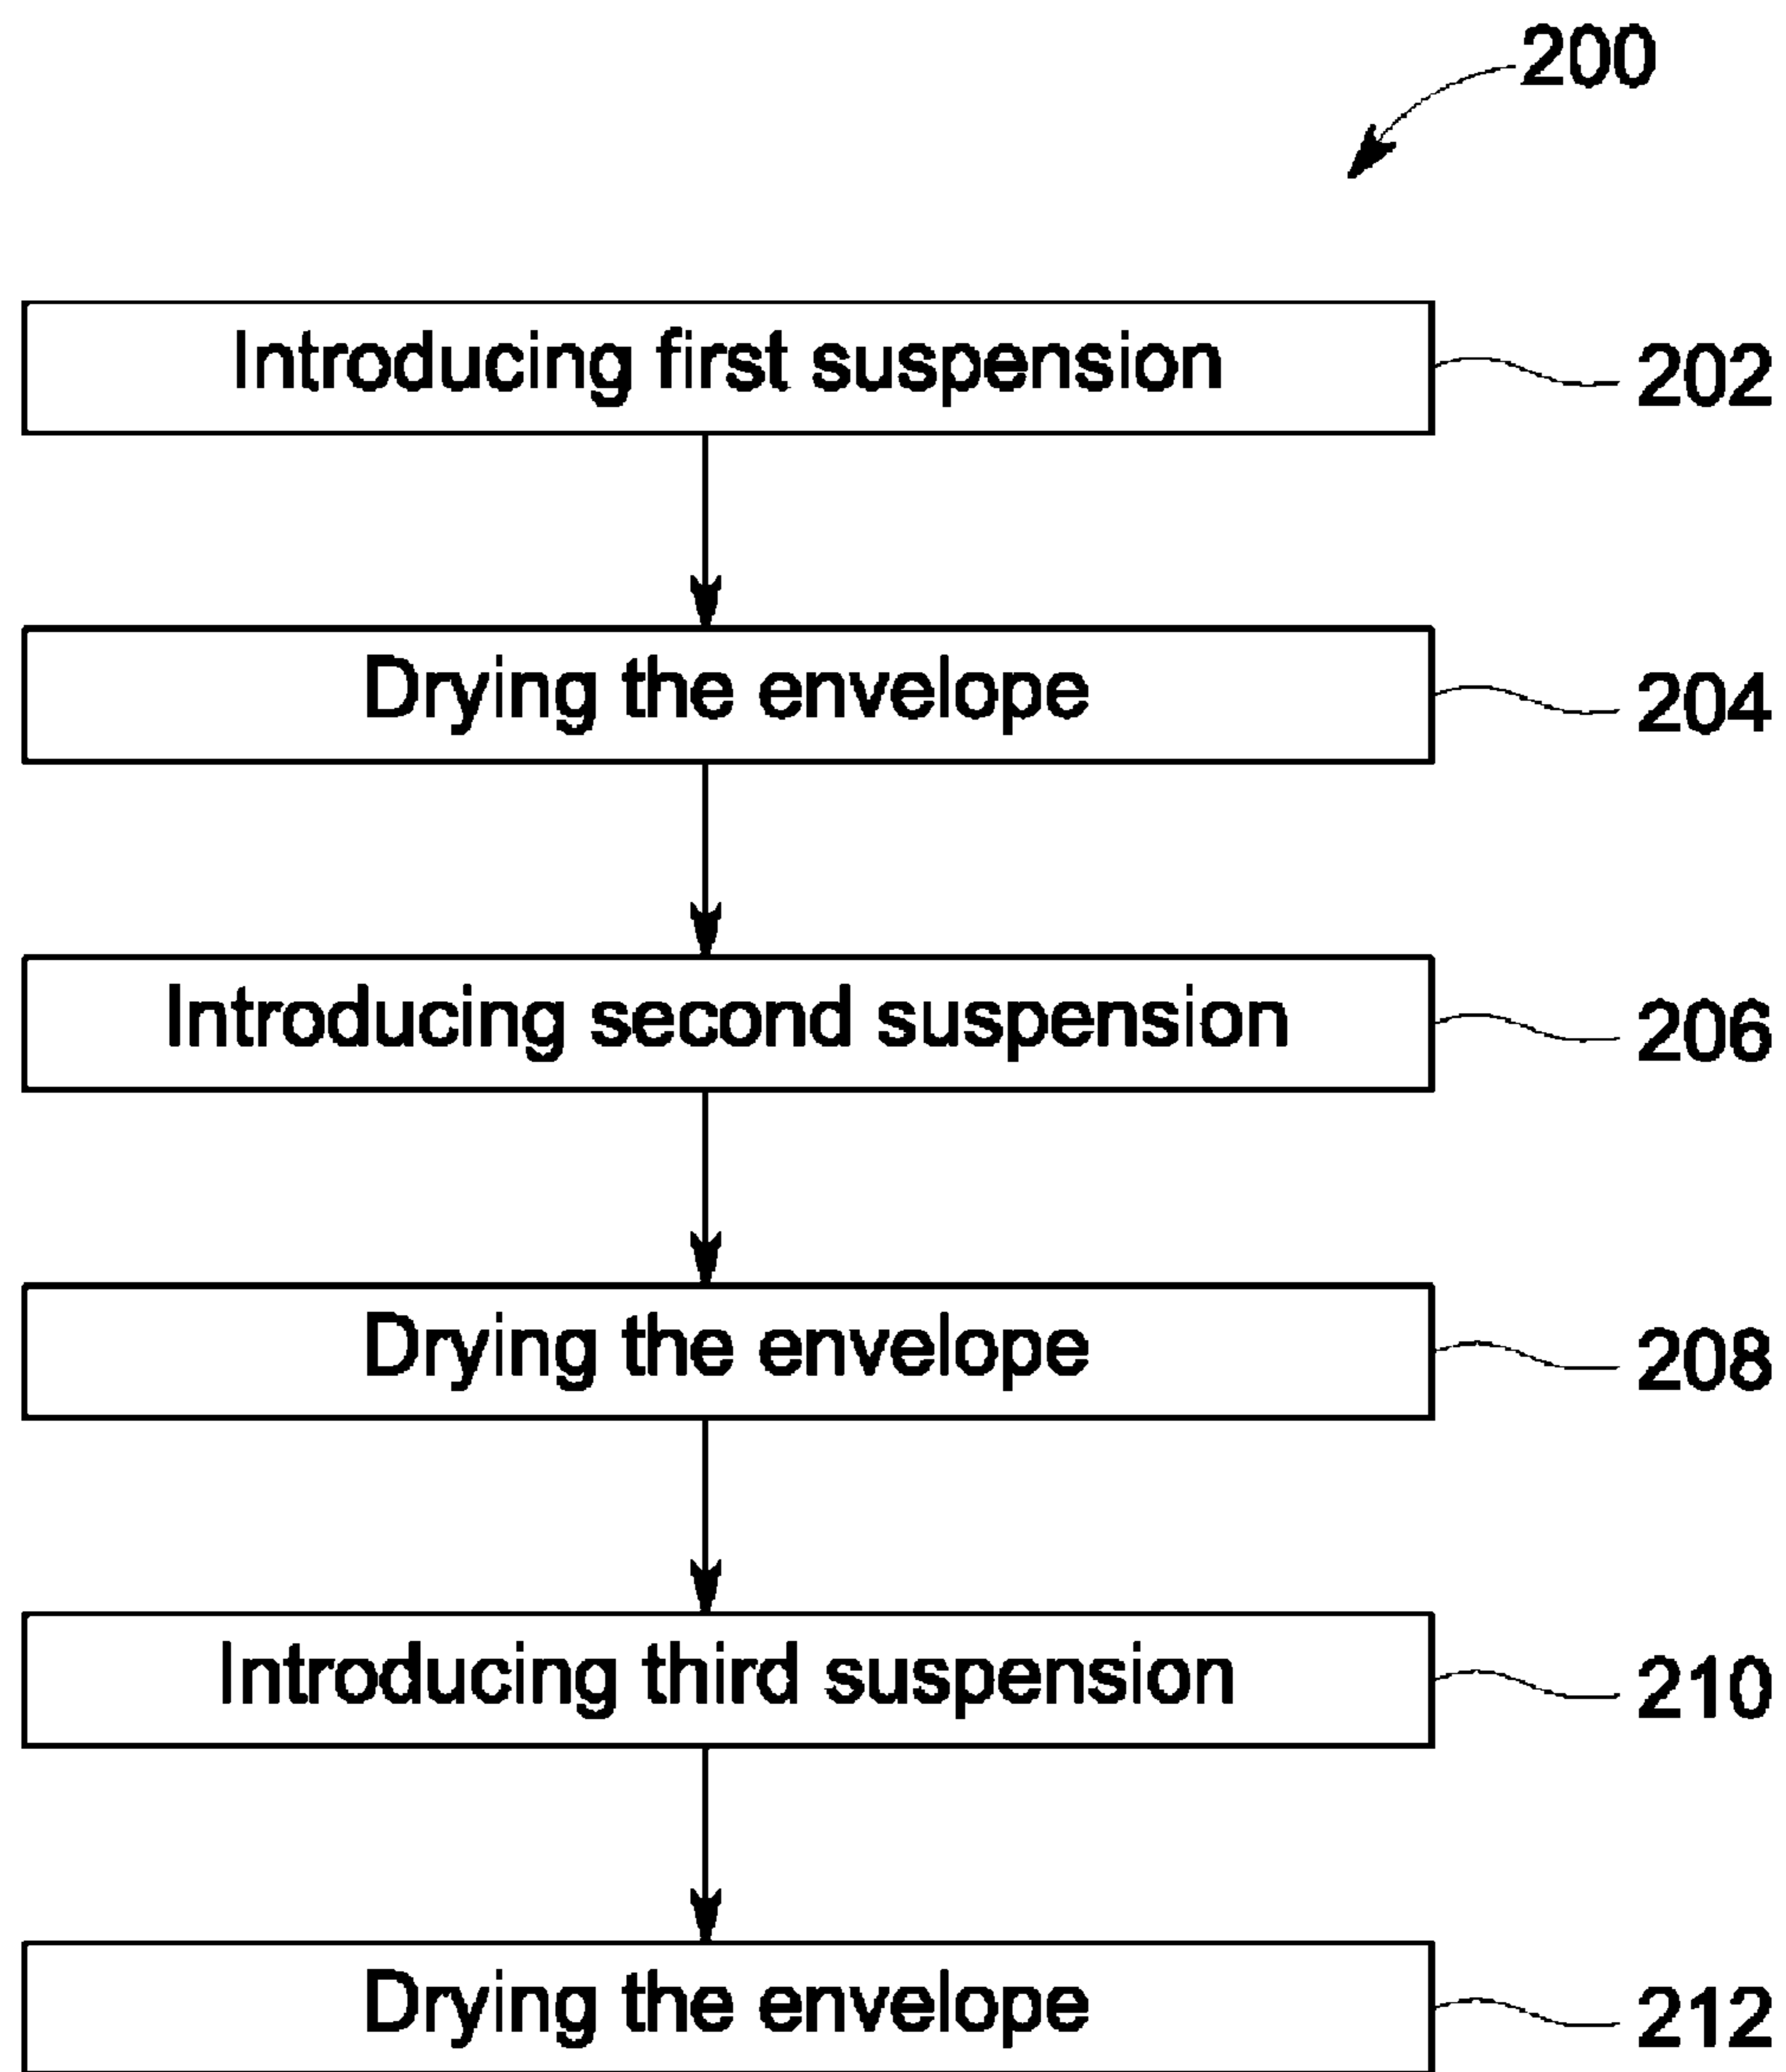 200
Introducing first suspension
202
Drying the envelope
204
Introducing second suspension
206
Drying the envelope
208
Introducing third suspension
210
Drying the envelope
212